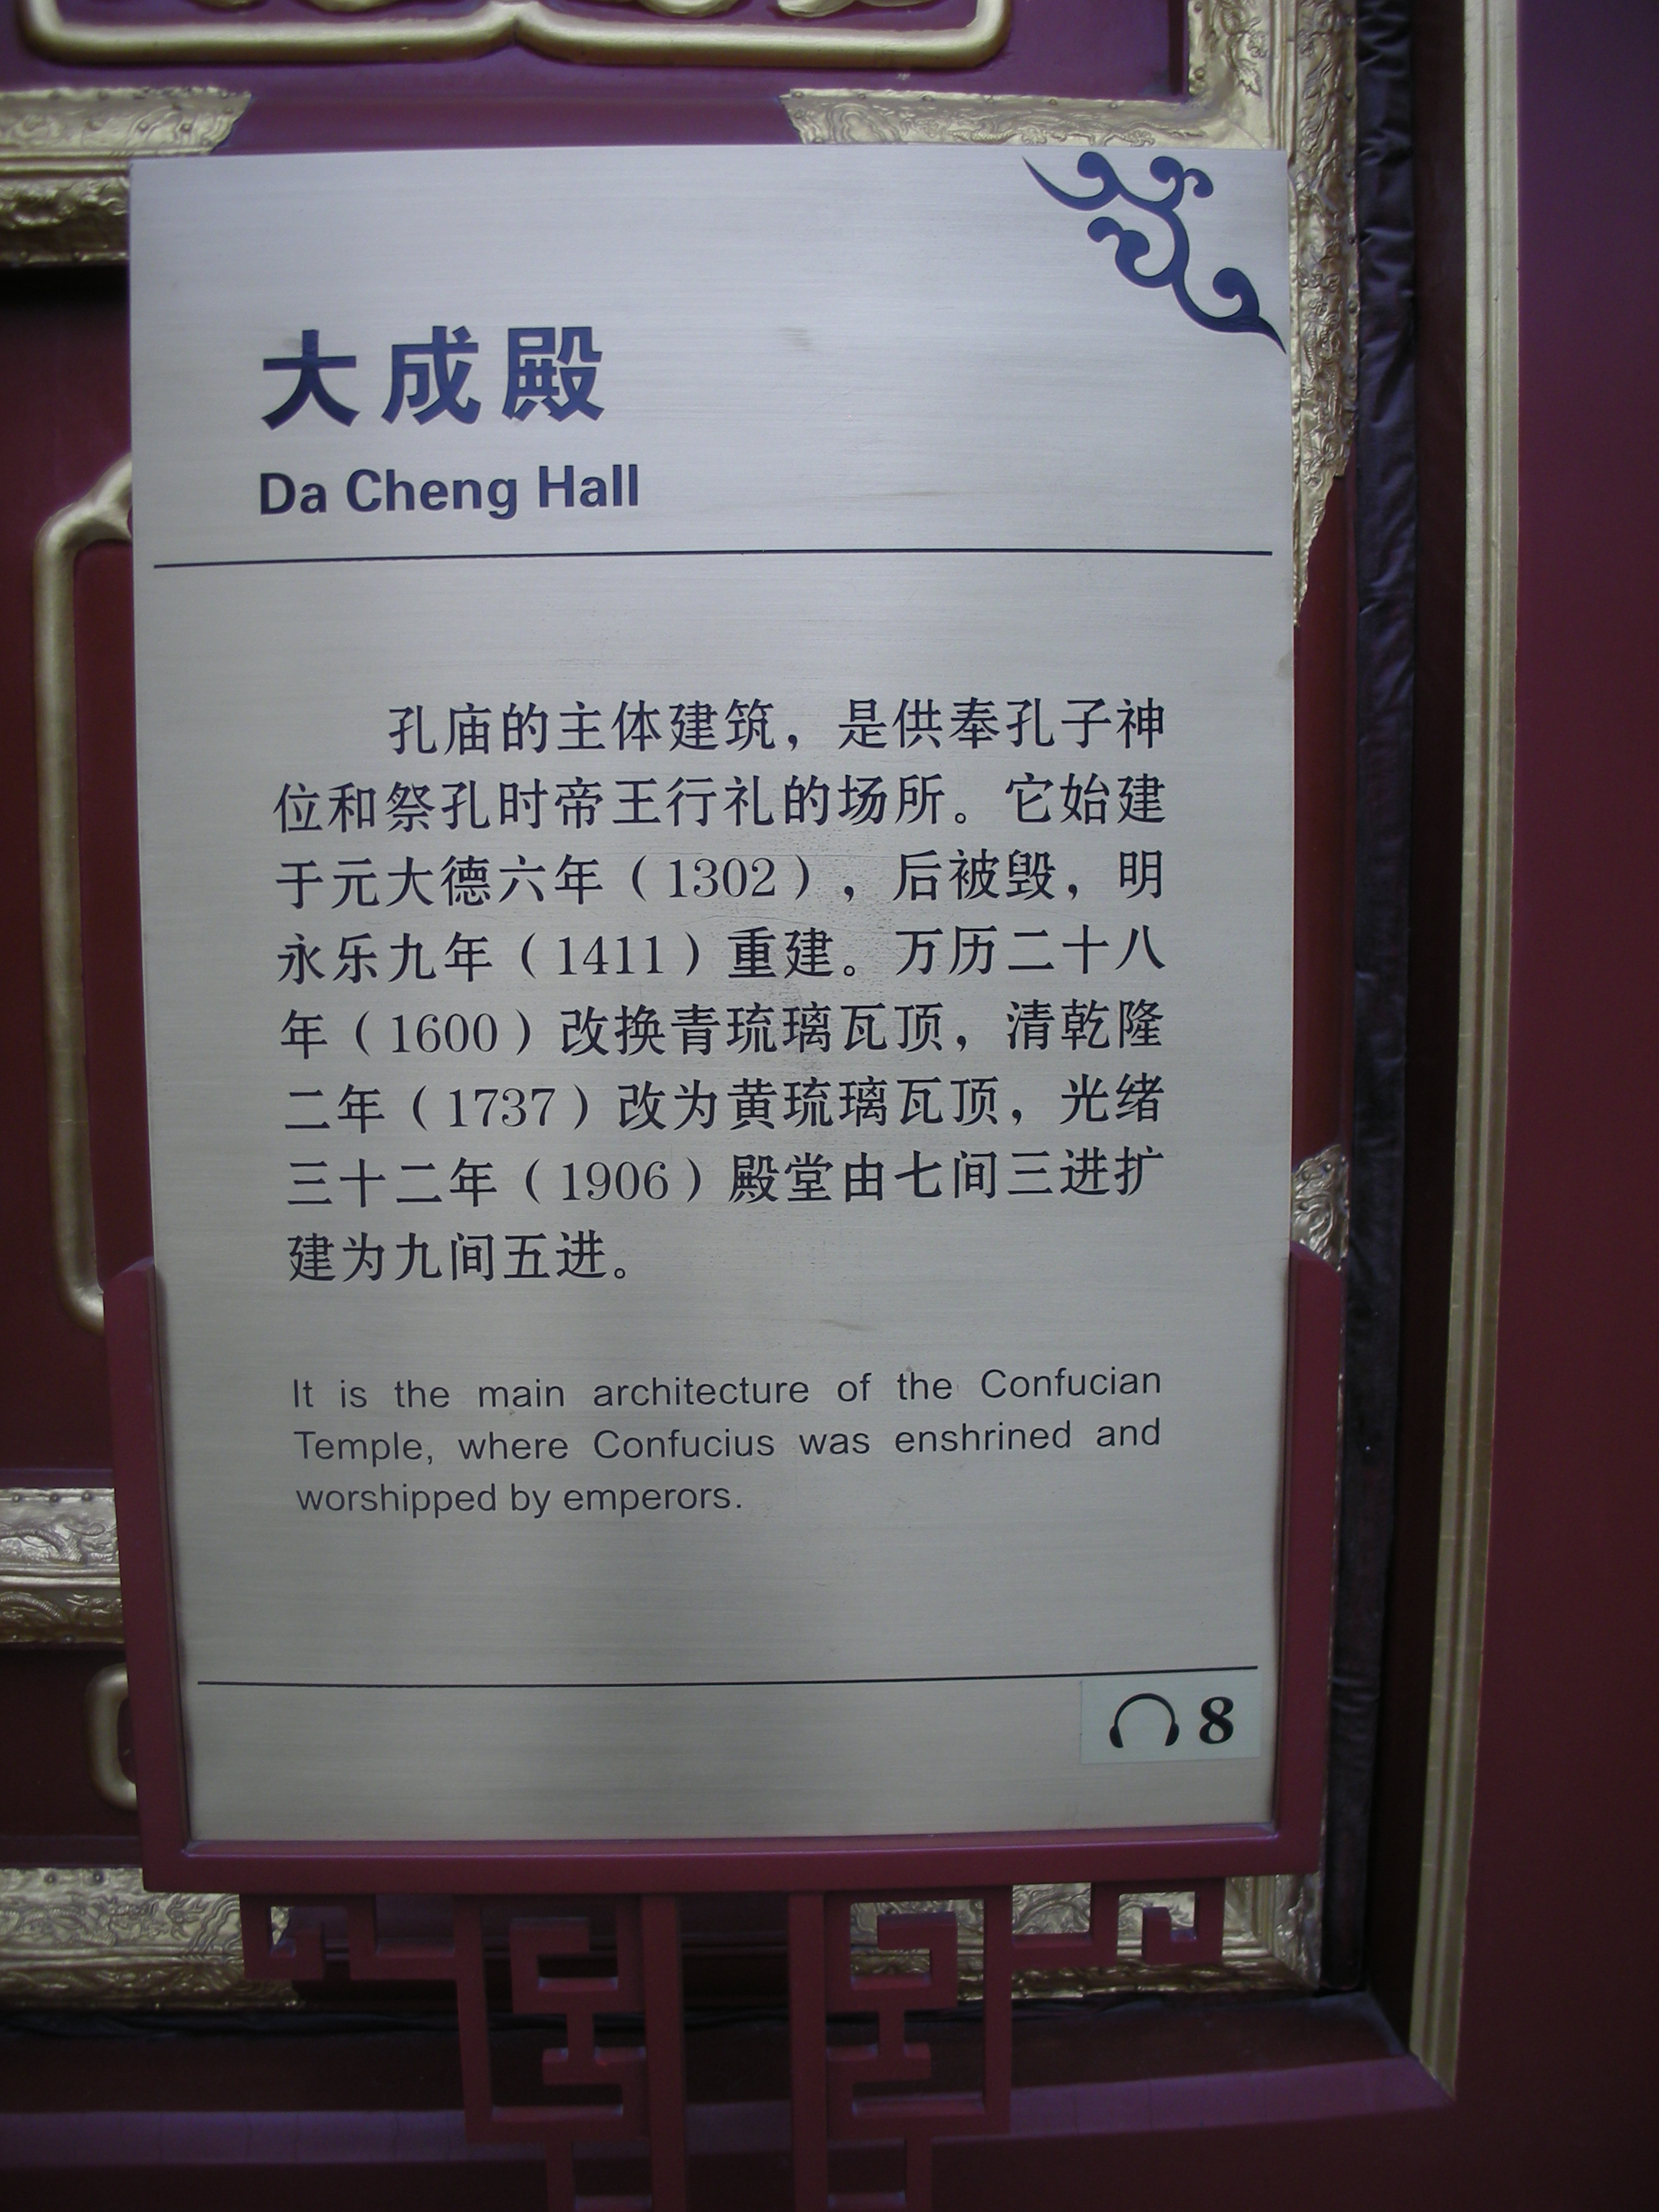 大成殿
Da Cheng Hall
孔庙的主体建筑，是供奉孔子神
位和祭孔时帝王行礼的场所。它始建
于元大德六年（1302），后被毁，明
永乐九年（1411）重建。万历二十八
年（1600）改换青琉璃瓦顶，清乾隆
二年（1737）改为黄琉璃瓦顶，光绪
三十二年（1906）殿堂由七间三进扩
建为九间五进。
It is the main architecture of the Confucian
Temple, where Confucius was enshrined and
worshipped by emperors.
8